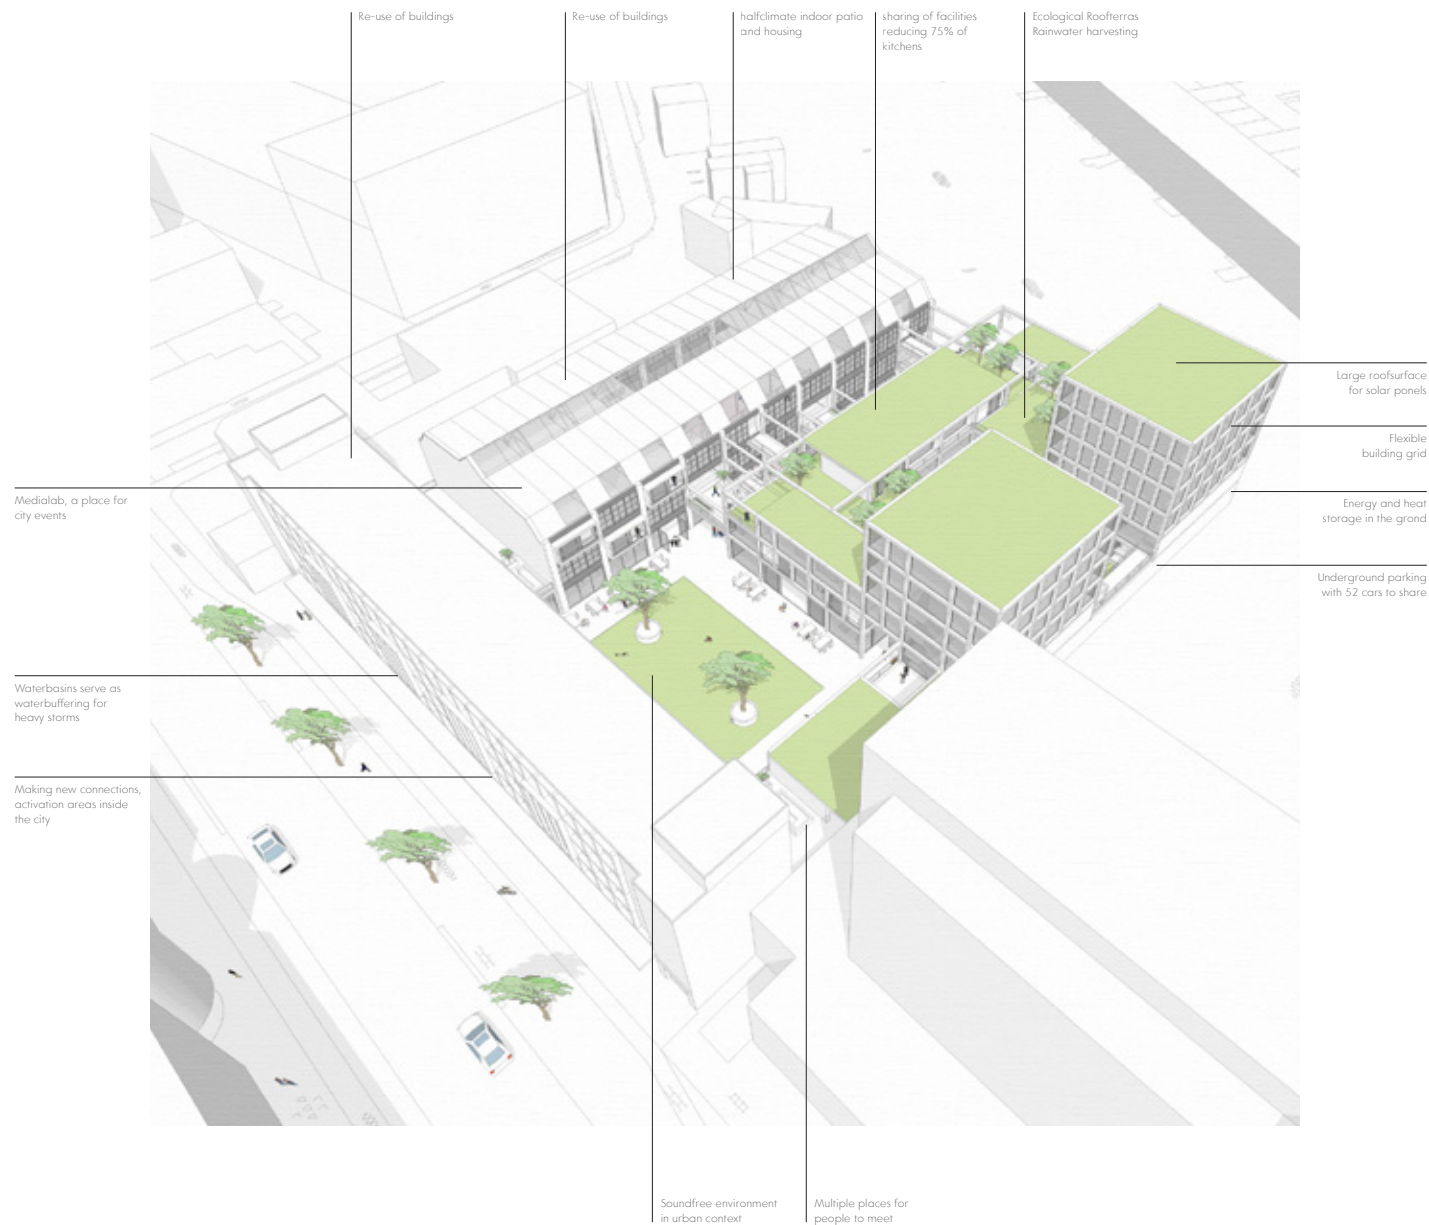 Re-use of buildings
Re-use of buildings
halfclimate indoor patio
and housing
sharing of facilities
reducing 75% of
kitchens
Ecological Roofterras
Rainwater harvesting
Large roofsurface
for solar panels
Flexible
building grid
Energy and heat
storage in the grond
Underground parking
with 52 cars to share
Medialab, a place for
city events
Waterbasins serve as
waterbuffering for
heavy storms
Making new connections,
activation areas inside
the city
Soundfree environment
in urban context
Multiple places for
people to meet